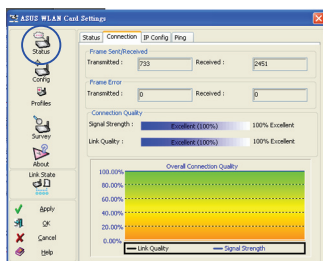 ASUS WLAN Card Settings
Status
Config
Profiles
Survey
About
Link State
Apply
OK
Cancel
Help
Status Connection IP Config Ping
Frame Sent/Received
Transmitted : 733 Received : 2451
Frame Error
Transmitted : 0 Received : 0
Connection Quality
Signal Strength : Excellent (100%) 100% Excellent
Link Quality : Excellent (100%) 100% Excellent
Overall Connection Quality
100.00%
80.00%
60.00%
40.00%
20.00%
0.00%
Link Quality Signal Strength